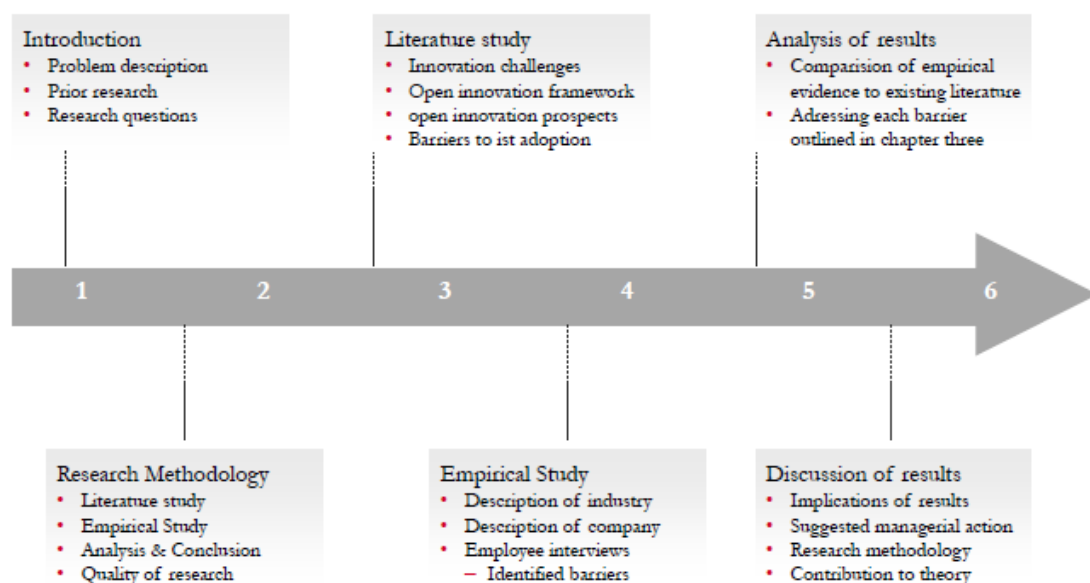 Introduction
• Problem description
• Prior research
• Research questions
Literature study
• Innovation challenges
• Open innovation framework
• open innovation prospects
• Barriers to ist adoption
Analysis of results
• Comparision of empirical
evidence to existing literature
• Adressing each barrier
outlined in chapter three
1 2 3 4 5 6
Research Methodology
• Literature study
• Empirical Study
• Analysis & Conclusion
• Quality of research
Empirical Study
• Description of industry
• Description of company
• Employee interviews
– Identified barriers
Discussion of results
• Implications of results
• Suggested managerial action
• Research methodology
• Contribution to theory